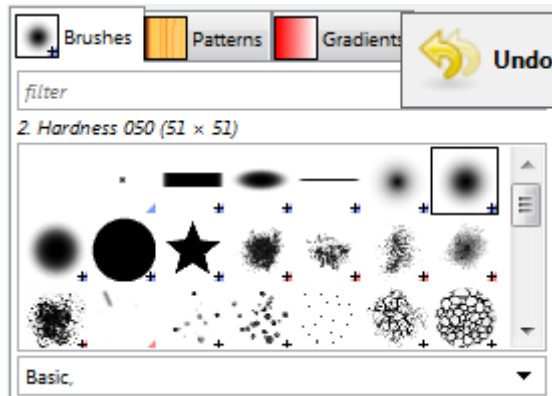 Brushes Patterns Gradients Undo
filter
2. Hardness 050 (51 × 51)
Basic,